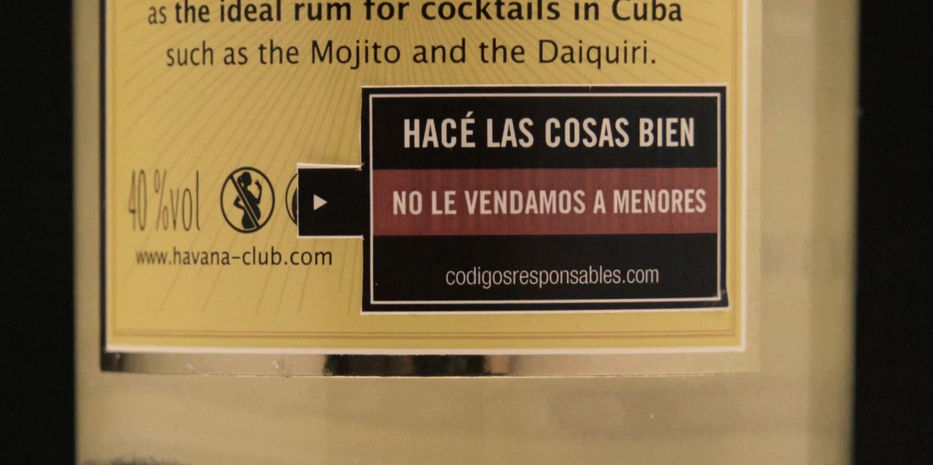 as the ideal rum for cocktails in Cuba
such as the Mojito and the Daiquiri.
HACÉ LAS COSAS BIEN
NO LE VENDAMOS A MENORES
codigosresponsables.com
40 %vol
www.havana-club.com